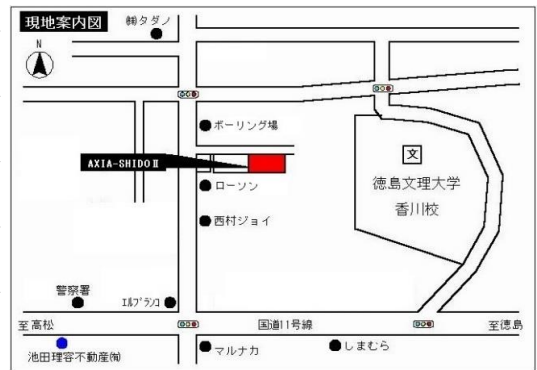 現地案内図
㈱タダノ
N
ボーリング場
AXIA-SHIDOⅡ
文
徳島文理大学
香川校
ローソン
西村ジョイ
警察署
ｴﾙﾌﾞﾗﾝｺ
至高松
国道11号線
至徳島
池田理容不動産㈱
マルナカ
しまむら